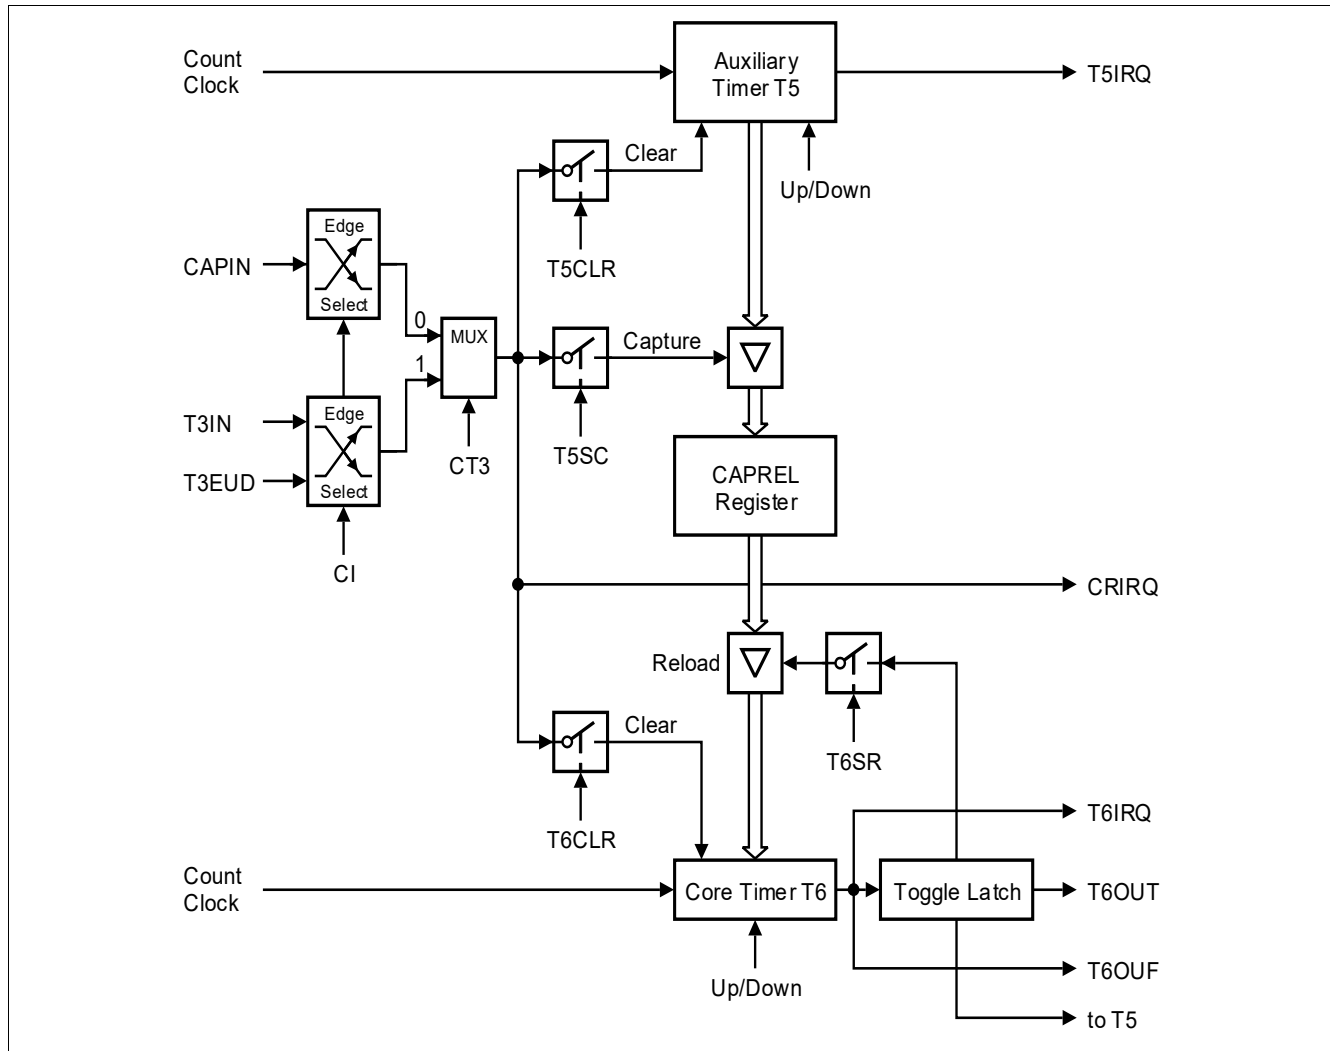 Count
Clock
Auxiliary
Timer T5
T5IRQ
Clear
Up/Down
T5CLR
Edge
Select
CAPIN
0
MUX
1
Capture
T3IN
T3EUD
Edge
Select
CT3
T5SC
CAPREL
Register
CI
CRIRQ
Reload
T6SR
Clear
T6CLR
T6IRQ
Count
Clock
Core Timer T6
Toggle Latch
T6OUT
Up/Down
T6OUF
to T5